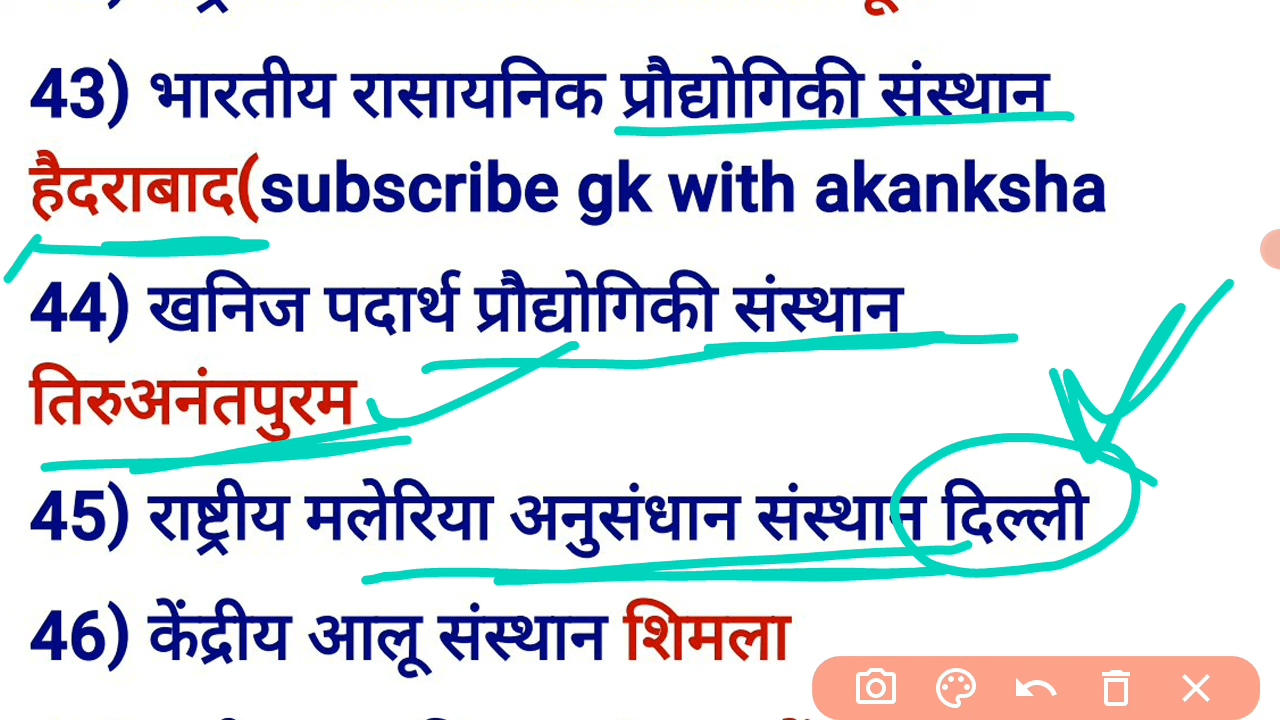 43) भारतीय रासायनिक प्रौद्योगिकी संस्थान
हैदराबाद(subscribe gk with akanksha
44) खनिज पदार्थ प्रौद्योगिकी संस्थान
तिरुअनंतपुरम
45) राष्ट्रीय मलेरिया अनुसंधान संस्थान दिल्ली
46) केंद्रीय आलू संस्थान शिमला